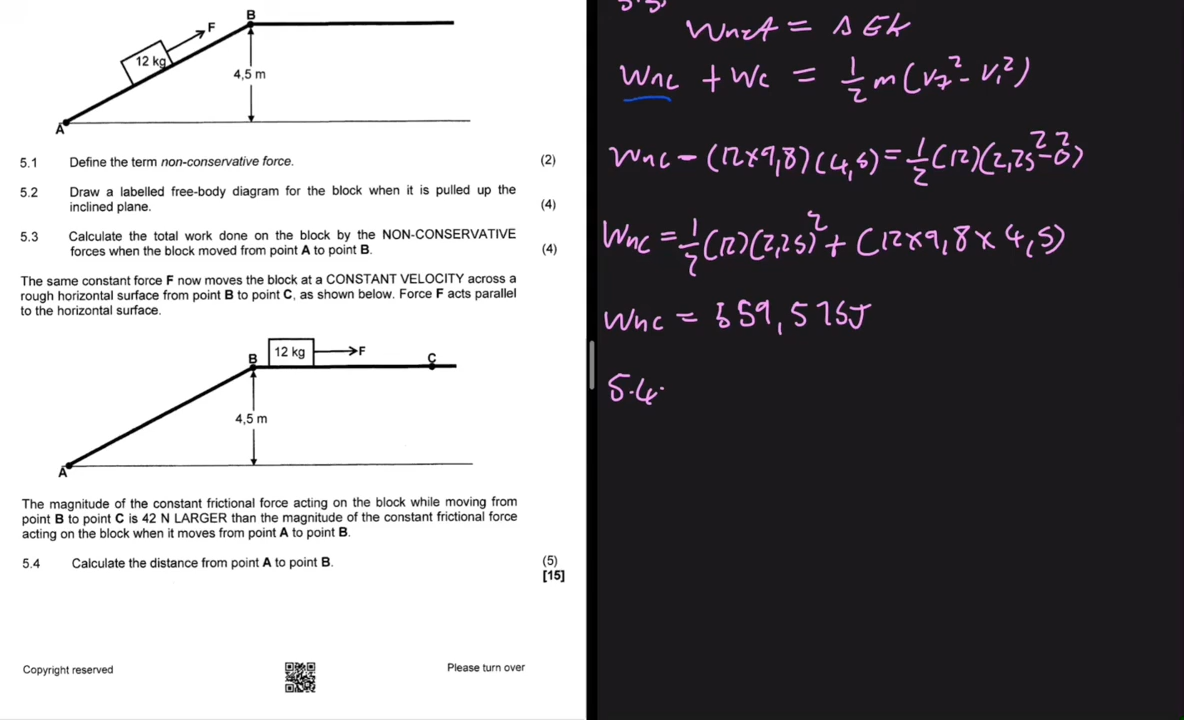 B
F
12 kg
4,5 m
A
5.1 Define the term non-conservative force. (2)
5.2 Draw a labelled free-body diagram for the block when it is pulled up the
inclined plane. (4)
5.3 Calculate the total work done on the block by the NON-CONSERVATIVE
forces when the block moved from point A to point B. (4)
The same constant force F now moves the block at a CONSTANT VELOCITY across a
rough horizontal surface from point B to point C, as shown below. Force F acts parallel
to the horizontal surface.
B 12 kg F C
4,5 m
A
The magnitude of the constant frictional force acting on the block while moving from
point B to point C is 42 N LARGER than the magnitude of the constant frictional force
acting on the block when it moves from point A to point B.
5.4 Calculate the distance from point A to point B. (5)
[15]
Copyright reserved Please turn over
Wnet = ΔEk
Wnc + Wc = 1/2 m(Vf² - Vi²)
Wnc - (12×9,8)(4,5) = 1/2(12)(2,25² - 0²)
Wnc = 1/2(12)(2,25)² + (12×9,8×4,5)
Wnc = 559,575J
5.4.